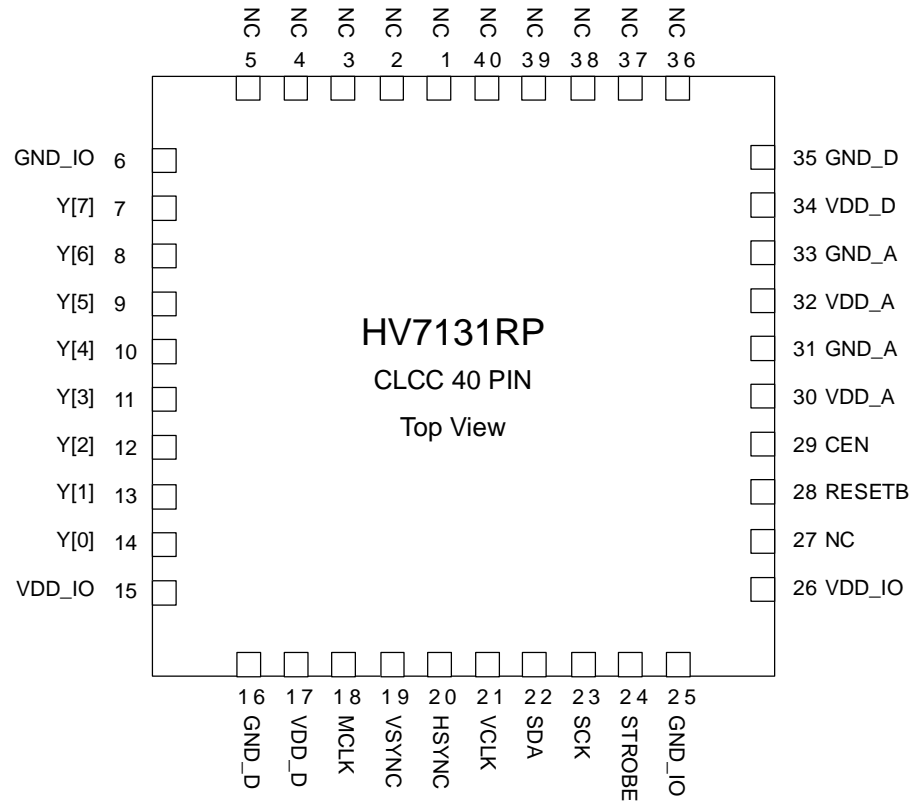 NC NC NC NC NC NC NC NC NC NC
5 4 3 2 1 40 39 38 37 36
GND_IO 6
Y[7] 7
Y[6] 8
Y[5] 9
Y[4] 10
Y[3] 11
Y[2] 12
Y[1] 13
Y[0] 14
VDD_IO 15
HV7131RP
CLCC 40 PIN
Top View
35 GND_D
34 VDD_D
33 GND_A
32 VDD_A
31 GND_A
30 VDD_A
29 CEN
28 RESETB
27 NC
26 VDD_IO
16 17 18 19 20 21 22 23 24 25
GND_D VDD_D MCLK VSYNC HSYNC VCLK SDA SCK STROBE GND_IO